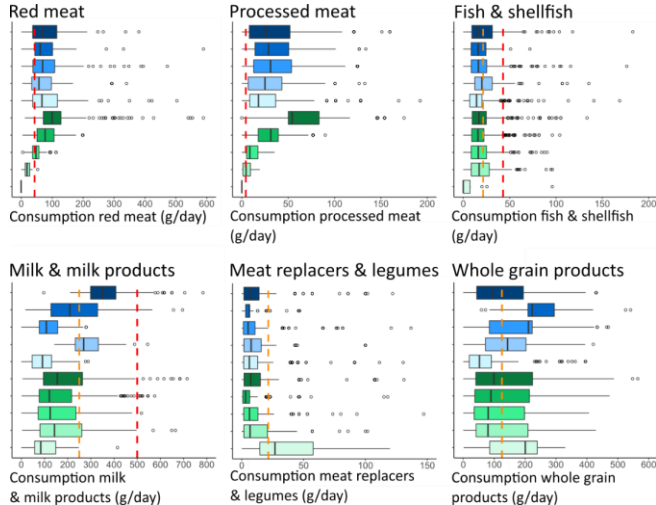 Red meat
Processed meat
Fish & shellfish
0 100 200 300 400 500 600
0 50 100 150 200
0 50 100 150 200
Consumption red meat (g/day)
Consumption processed meat
(g/day)
Consumption fish & shellfish
(g/day)
Milk & milk products
Meat replacers & legumes
Whole grain products
0 100 200 300 400 500 600 700 800
0 50 100 150
0 200 400 600
Consumption milk
& milk products (g/day)
Consumption meat replacers
& legumes (g/day)
Consumption whole grain
products (g/day)